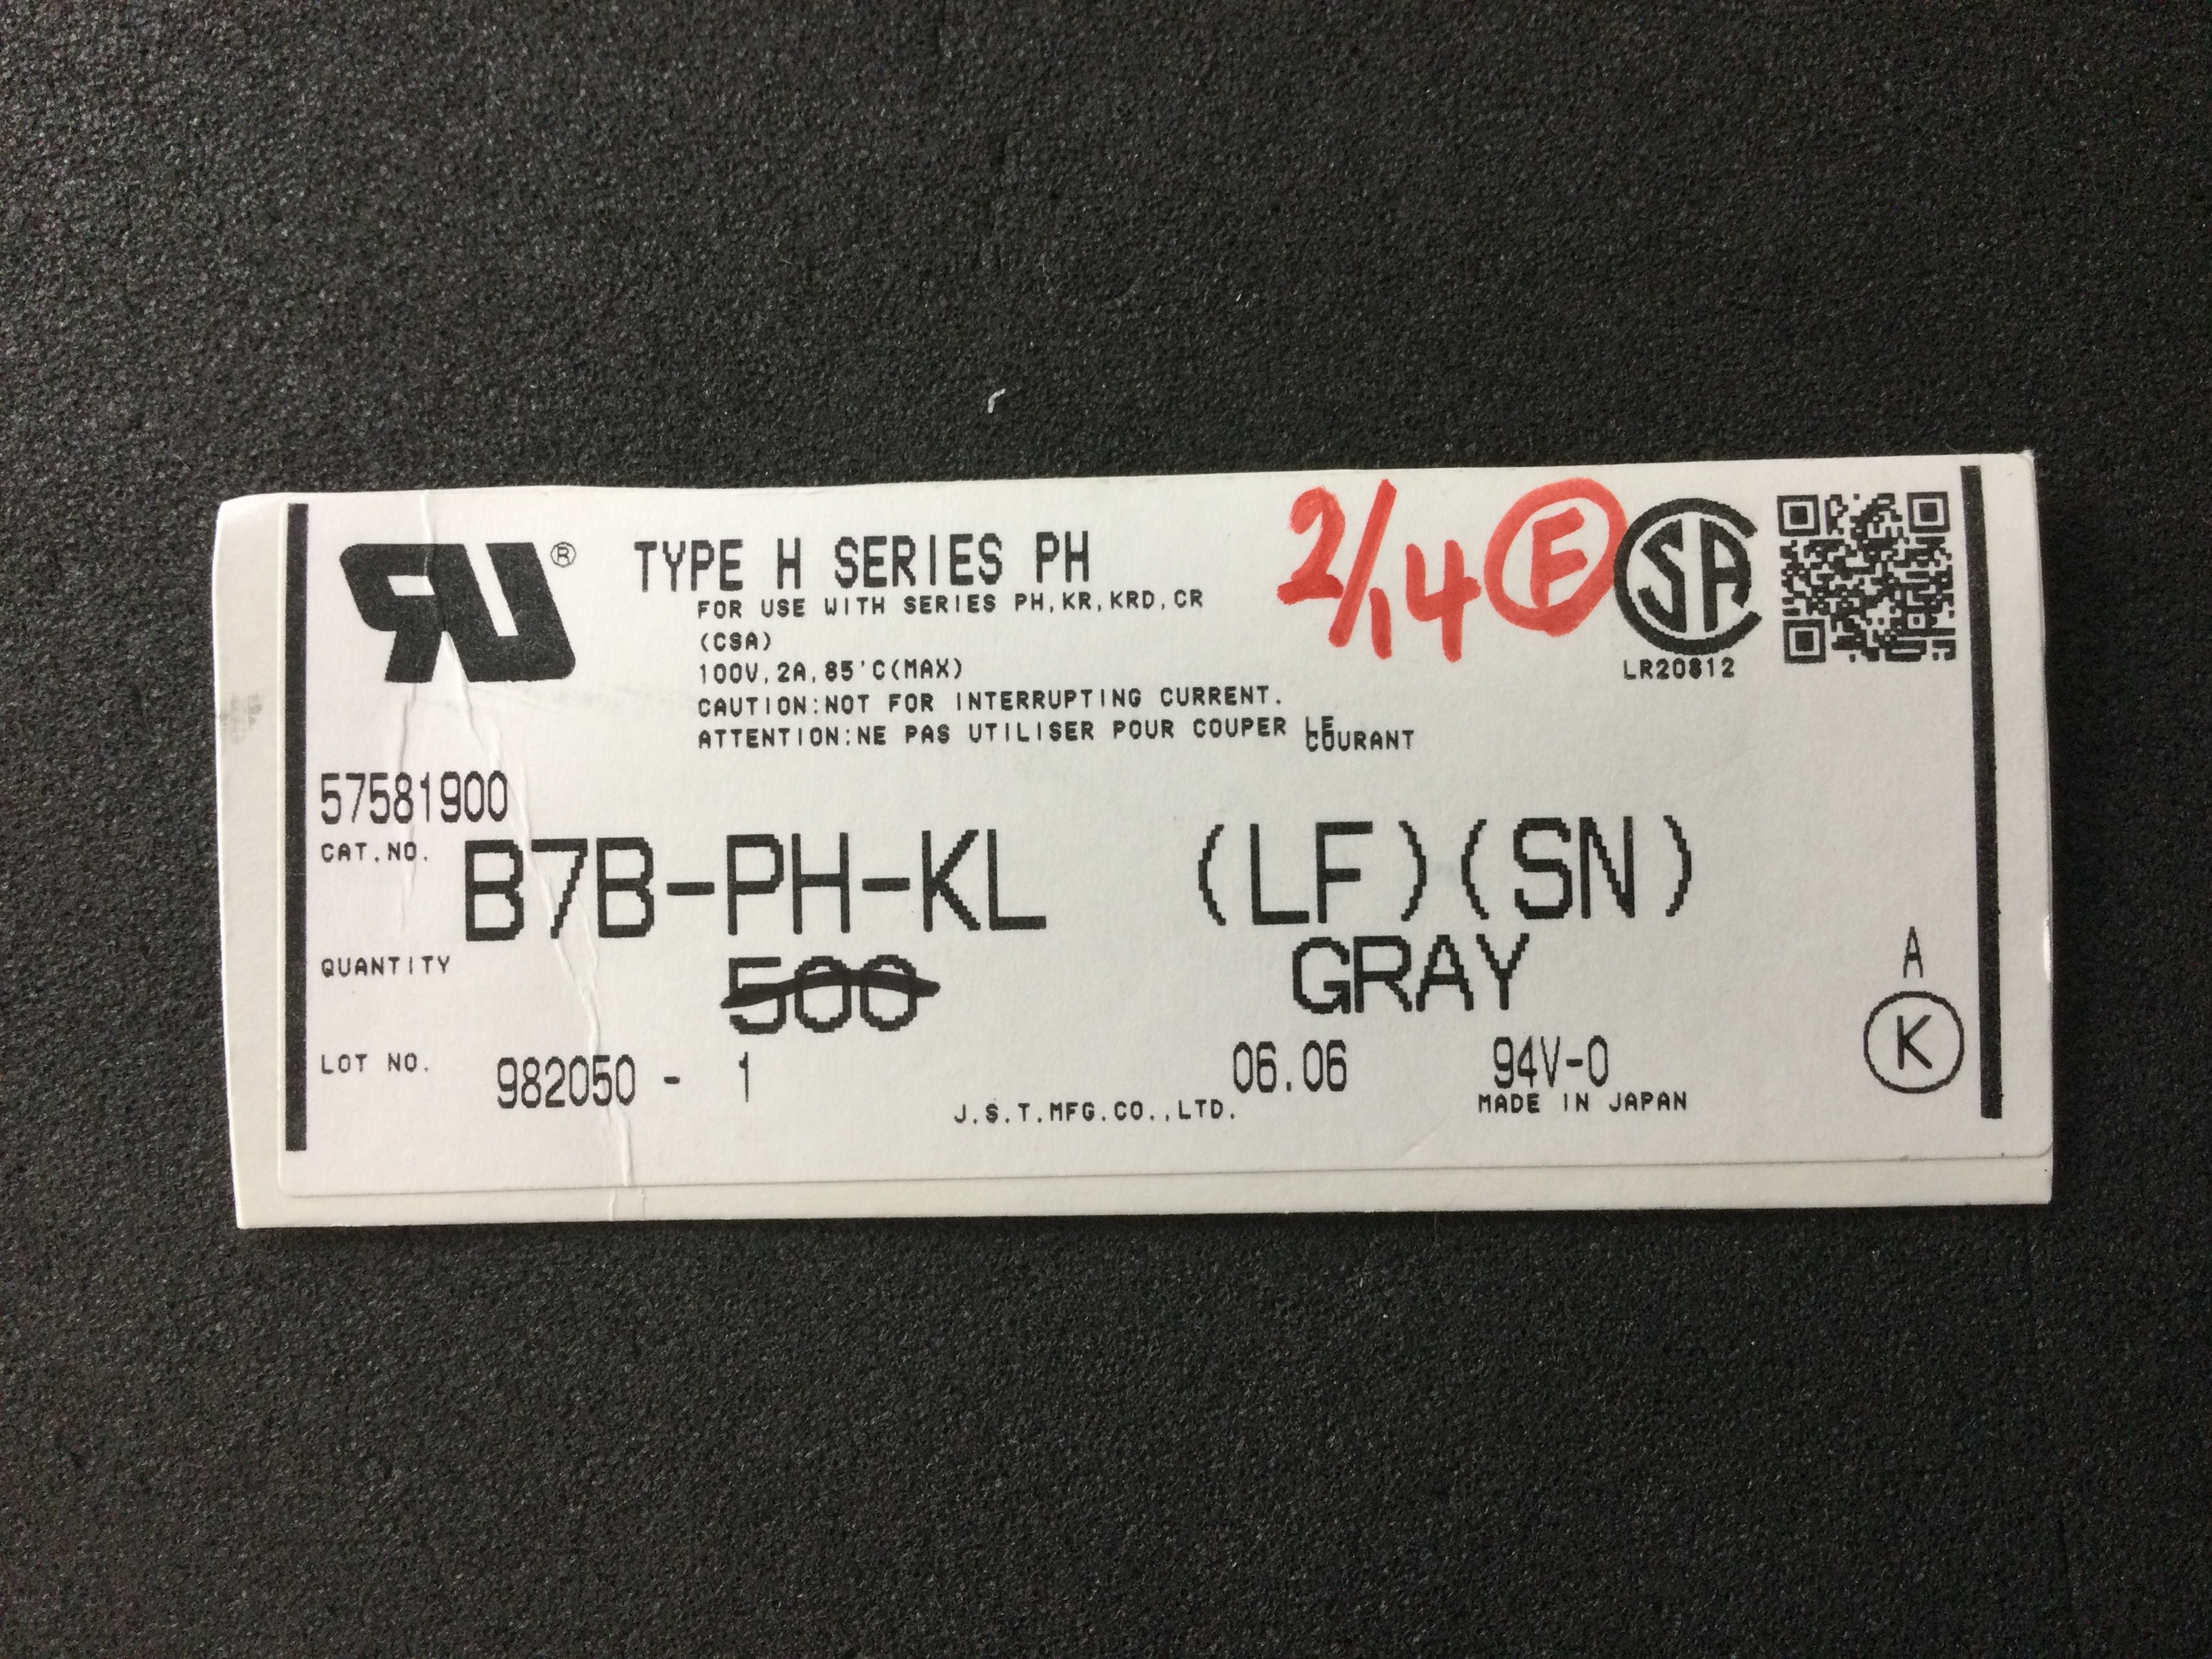 RU ®
TYPE H SERIES PH
2/14 E
SA
FOR USE WITH SERIES PH,KR,KRD,CR
(CSA)
100V,2A,85'C(MAX)
LR20812
CAUTION:NOT FOR INTERRUPTING CURRENT.
ATTENTION:NE PAS UTILISER POUR COUPER LE
COURANT
57581900
CAT.NO. B7B-PH-KL (LF)(SN)
QUANTITY 500 GRAY A
K
LOT NO. 982050 - 1 06.06 94V-0
J.S.T.MFG.CO.,LTD. MADE IN JAPAN